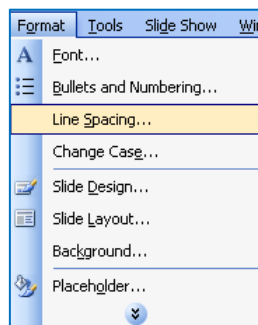 Format Tools Slide Show Wi
Font...
Bullets and Numbering...
Line Spacing...
Change Case...
Slide Design...
Slide Layout...
Background...
Placeholder...